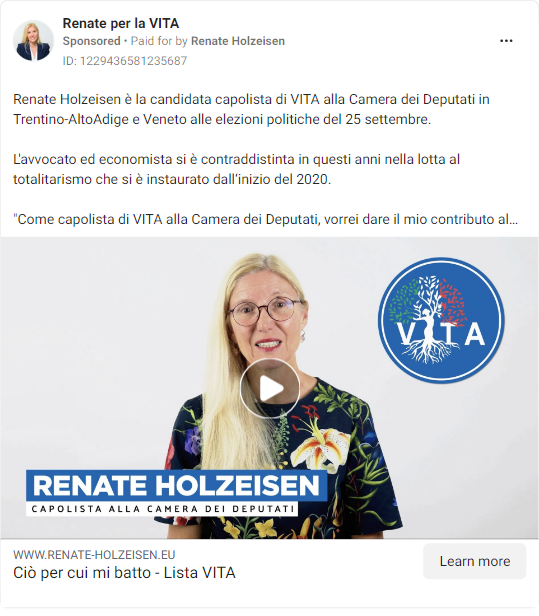 Renate per la VITA
Sponsored • Paid for by Renate Holzeisen
ID: 1229436581235687
Renate Holzeisen è la candidata capolista di VITA alla Camera dei Deputati in
Trentino-AltoAdige e Veneto alle elezioni politiche del 25 settembre.
L'avvocato ed economista si è contraddistinta in questi anni nella lotta al
totalitarismo che si è instaurato dall'inizio del 2020.
"Come capolista di VITA alla Camera dei Deputati, vorrei dare il mio contributo al...
VITA
RENATE HOLZEISEN
CAPOLISTA ALLA CAMERA DEI DEPUTATI
WWW.RENATE-HOLZEISEN.EU
Ciò per cui mi batto - Lista VITA
Learn more